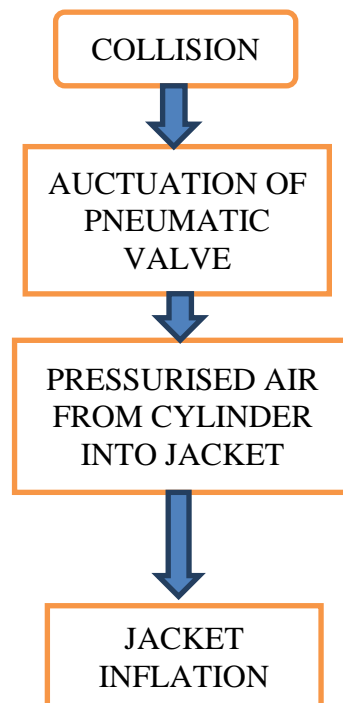 COLLISION
AUCTUATION OF
PNEUMATIC
VALVE
PRESSURISED AIR
FROM CYLINDER
INTO JACKET
JACKET
INFLATION